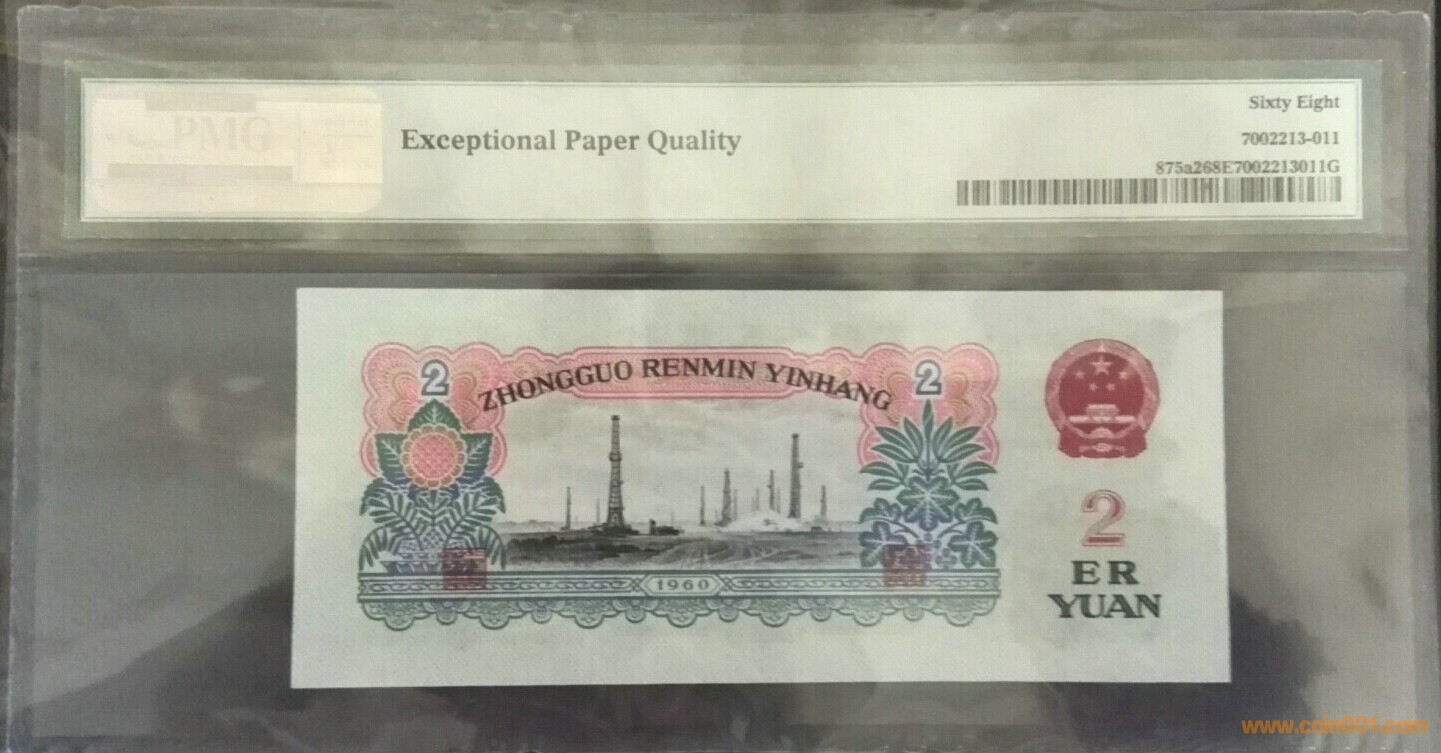 PMG
Exceptional Paper Quality
Sixty Eight
7002213-011
875a268E7002213011G
2
ZHONGGUO RENMIN YINHANG
2
1960
2
ER
YUAN
www.coin001.com